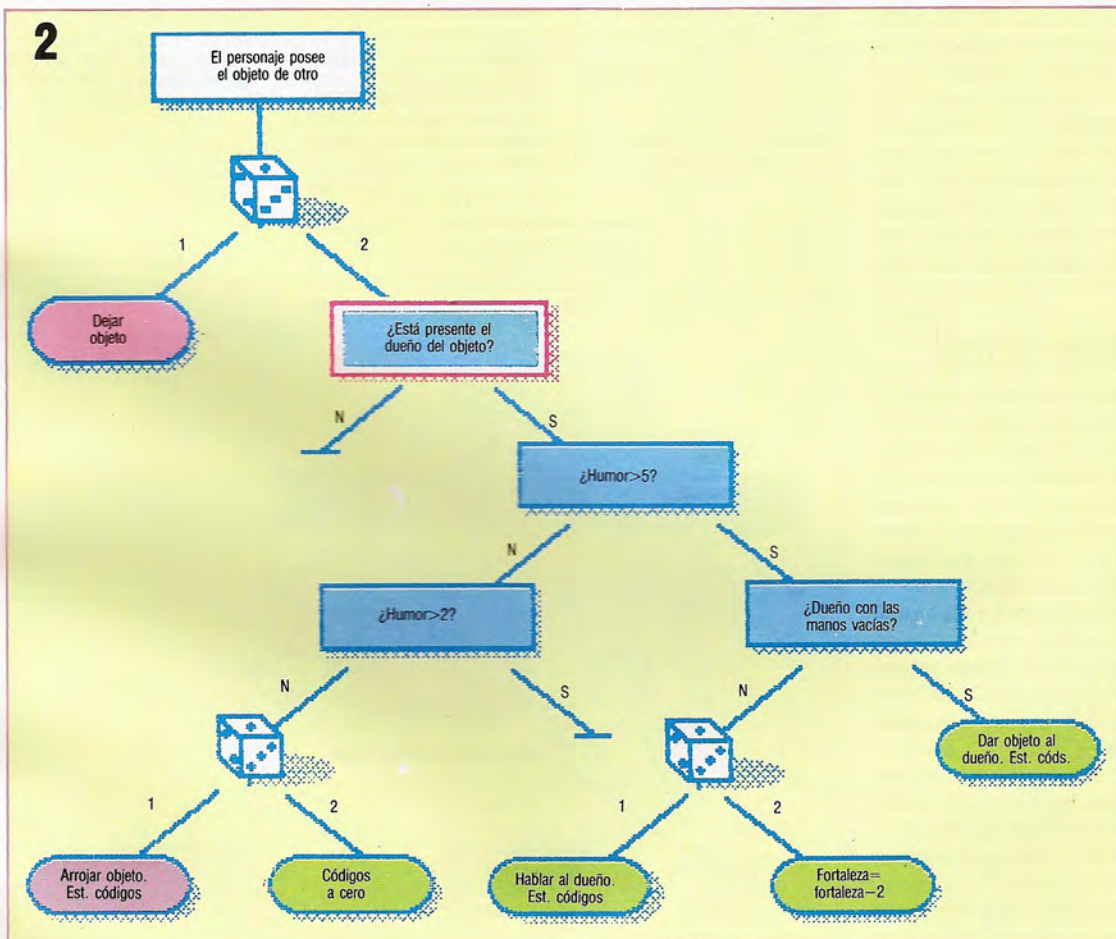 2
El personaje posee
el objeto de otro
1
2
Dejar
objeto
¿Está presente el
dueño del objeto?
N
S
¿Humor>5?
N
S
¿Humor>2?
¿Dueño con las
manos vacías?
N
S
N
S
Dar objeto al
dueño. Est. códs.
1
2
1
2
Arrojar objeto.
Est. códigos
Códigos
a cero
Hablar al dueño.
Est. códigos
Fortaleza=
fortaleza−2